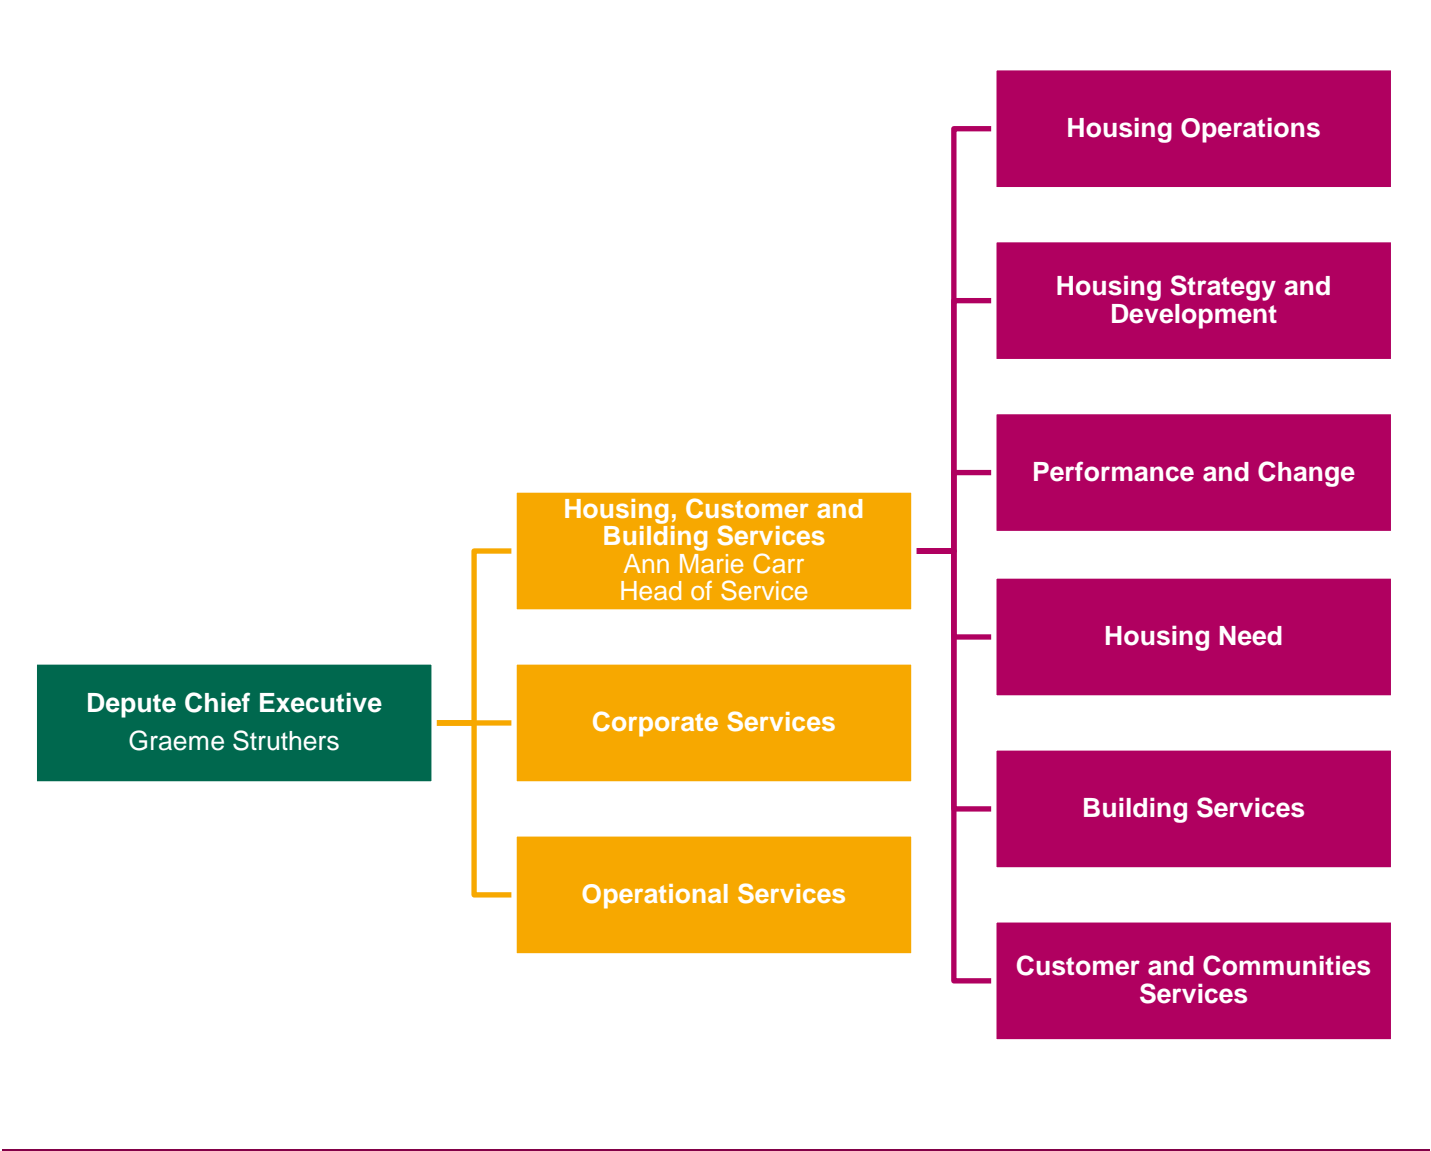 Housing Operations
Housing Strategy and
Development
Performance and Change
Housing, Customer and
Building Services
Ann Marie Carr
Head of Service
Housing Need
Depute Chief Executive
Graeme Struthers
Corporate Services
Building Services
Operational Services
Customer and Communities
Services